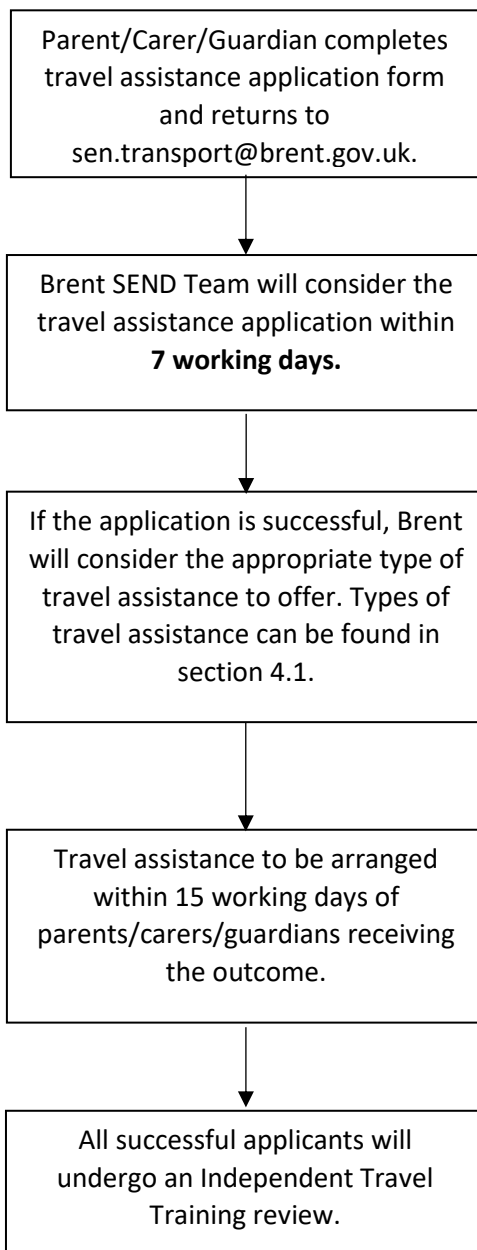 Parent/Carer/Guardian completes
travel assistance application form
and returns to
sen.transport@brent.gov.uk.
Brent SEND Team will consider the
travel assistance application within
7 working days.
If the application is successful, Brent
will consider the appropriate type of
travel assistance to offer. Types of
travel assistance can be found in
section 4.1.
Travel assistance to be arranged
within 15 working days of
parents/carers/guardians receiving
the outcome.
All successful applicants will
undergo an Independent Travel
Training review.